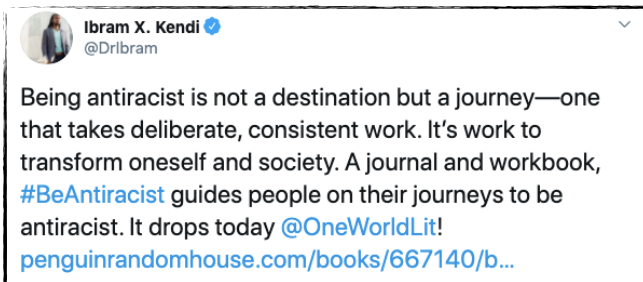 Ibram X. Kendi
@DrIbram
Being antiracist is not a destination but a journey—one
that takes deliberate, consistent work. It’s work to
transform oneself and society. A journal and workbook,
#BeAntiracist guides people on their journeys to be
antiracist. It drops today @OneWorldLit!
penguinrandomhouse.com/books/667140/b...